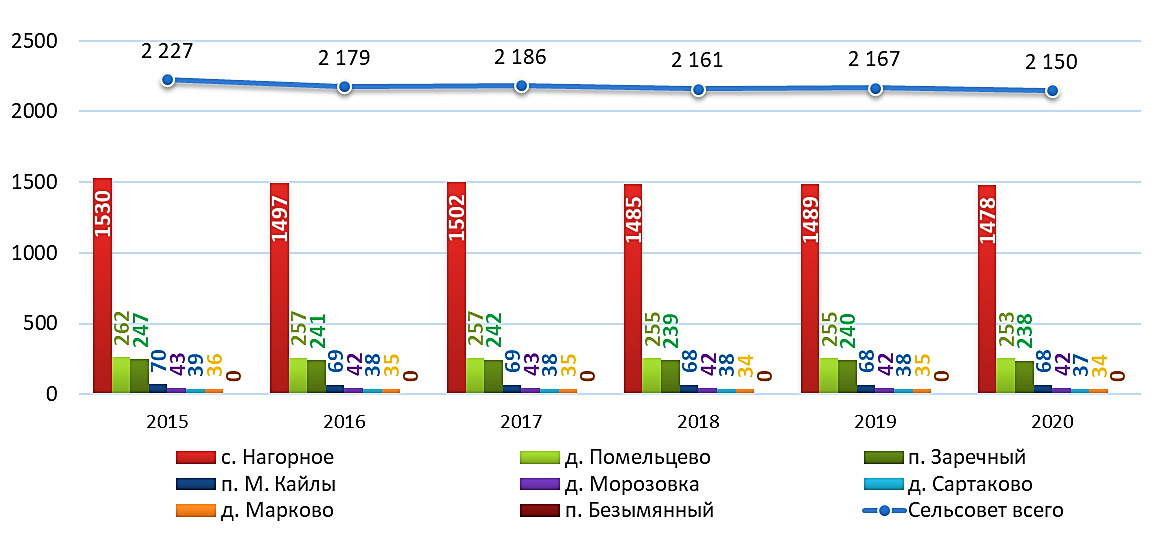 2 227 2 179 2 186 2 161 2 167 2 150
2500
2000
1500
1000
500
0
1530 262 247 70 43 39 36 0
1497 257 241 69 42 38 35 0
1502 257 242 69 43 38 35 0
1485 255 239 68 42 38 34 0
1489 255 240 68 42 38 35 0
1478 253 238 68 42 37 34 0
2015 2016 2017 2018 2019 2020
с. Нагорное д. Помельцево п. Заречный
п. М. Кайлы д. Морозовка д. Сартаково
д. Марково п. Безымянный Сельсовет всего